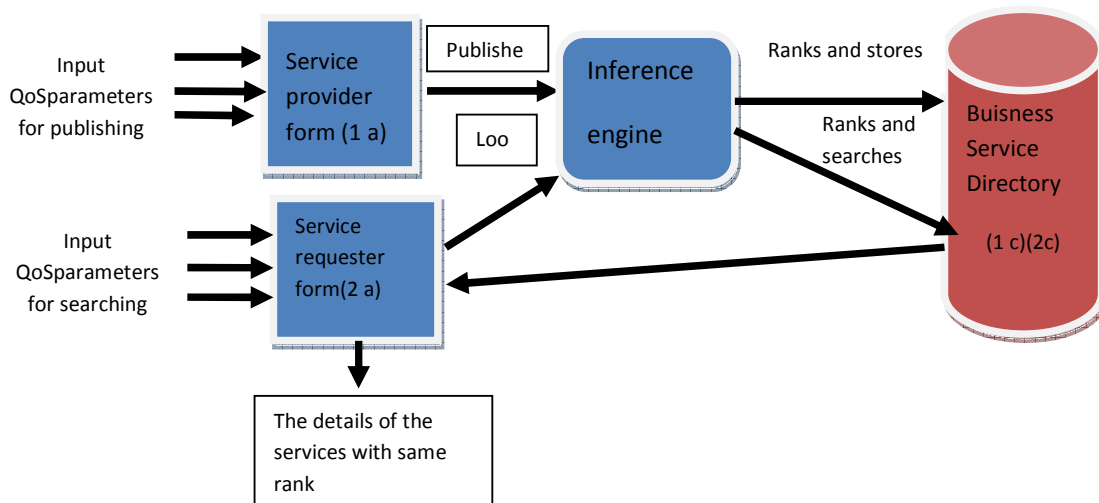 Input
QoSparameters
for publishing
Service
provider
form (1 a)
Publishe
Loo
Inference
engine
Ranks and stores
Ranks and
searches
Buisness
Service
Directory
(1 c)(2c)
Input
QoSparameters
for searching
Service
requester
form(2 a)
The details of the
services with same
rank